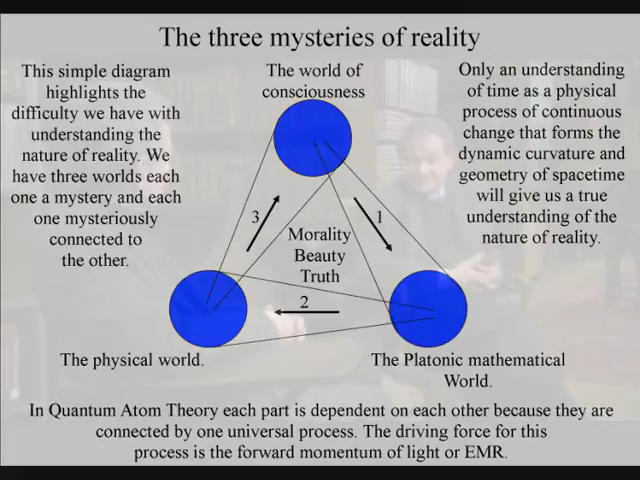 The three mysteries of reality
This simple diagram
highlights the
difficulty we have with
understanding the
nature of reality. We
have three worlds each
one a mystery and each
one mysteriously
connected to
the other.
The world of
consciousness
Only an understanding
of time as a physical
process of continuous
change that forms the
dynamic curvature and
geometry of spacetime
will give us a true
understanding of the
nature of reality.
3
1
Morality
Beauty
Truth
2
The physical world.
The Platonic mathematical
World.
In Quantum Atom Theory each part is dependent on each other because they are
connected by one universal process. The driving force for this
process is the forward momentum of light or EMR.